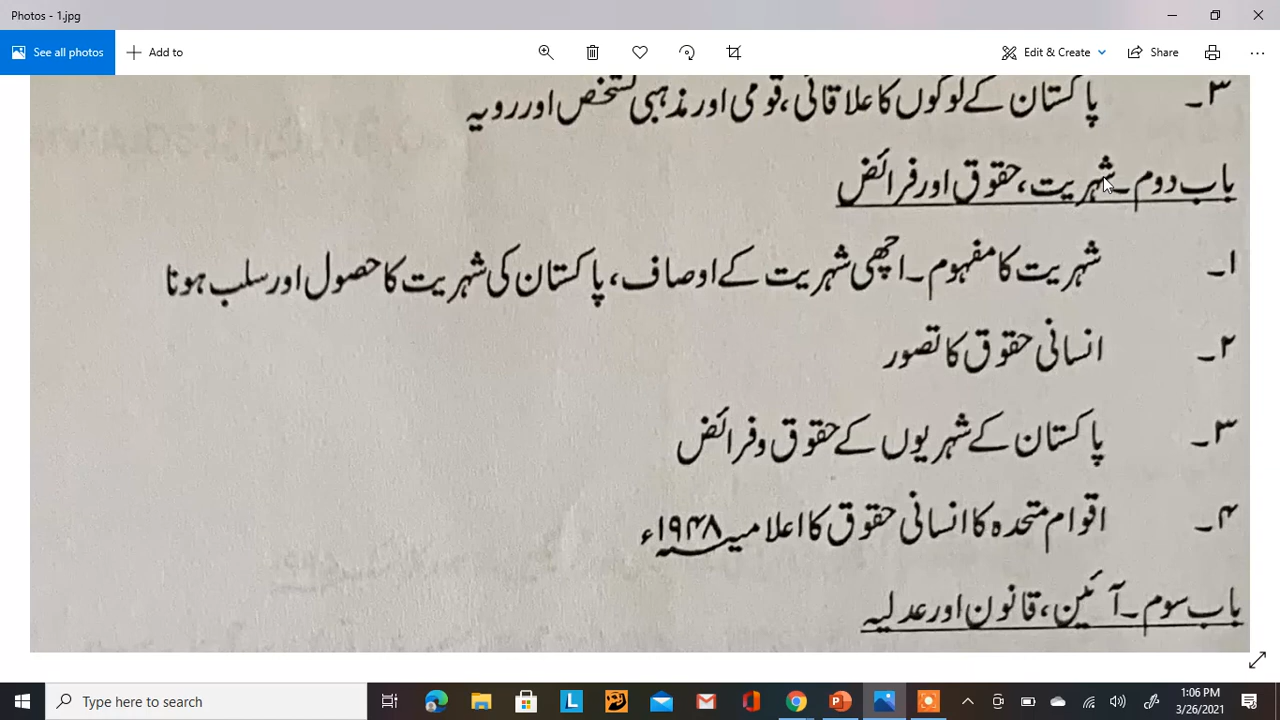 Photos - 1.jpg
See all photos
Add to
Edit & Create
Share
۳۔ پاکستان کے لوگوں کا علاقائی، قومی اور مذہبی تشخص اور رویہ
باب دوم۔ شہریت، حقوق اور فرائض
۱۔ شہریت کا مفہوم۔ اچھی شہریت کے اوصاف، پاکستان کی شہریت کا حصول اور سلب ہونا
۲۔ انسانی حقوق کا تصور
۳۔ پاکستان کے شہریوں کے حقوق و فرائض
۴۔ اقوام متحدہ کا انسانی حقوق کا اعلامیہ ۱۹۴۸ء
باب سوم۔ آئین، قانون اور عدلیہ
Type here to search
1:06 PM
3/26/2021